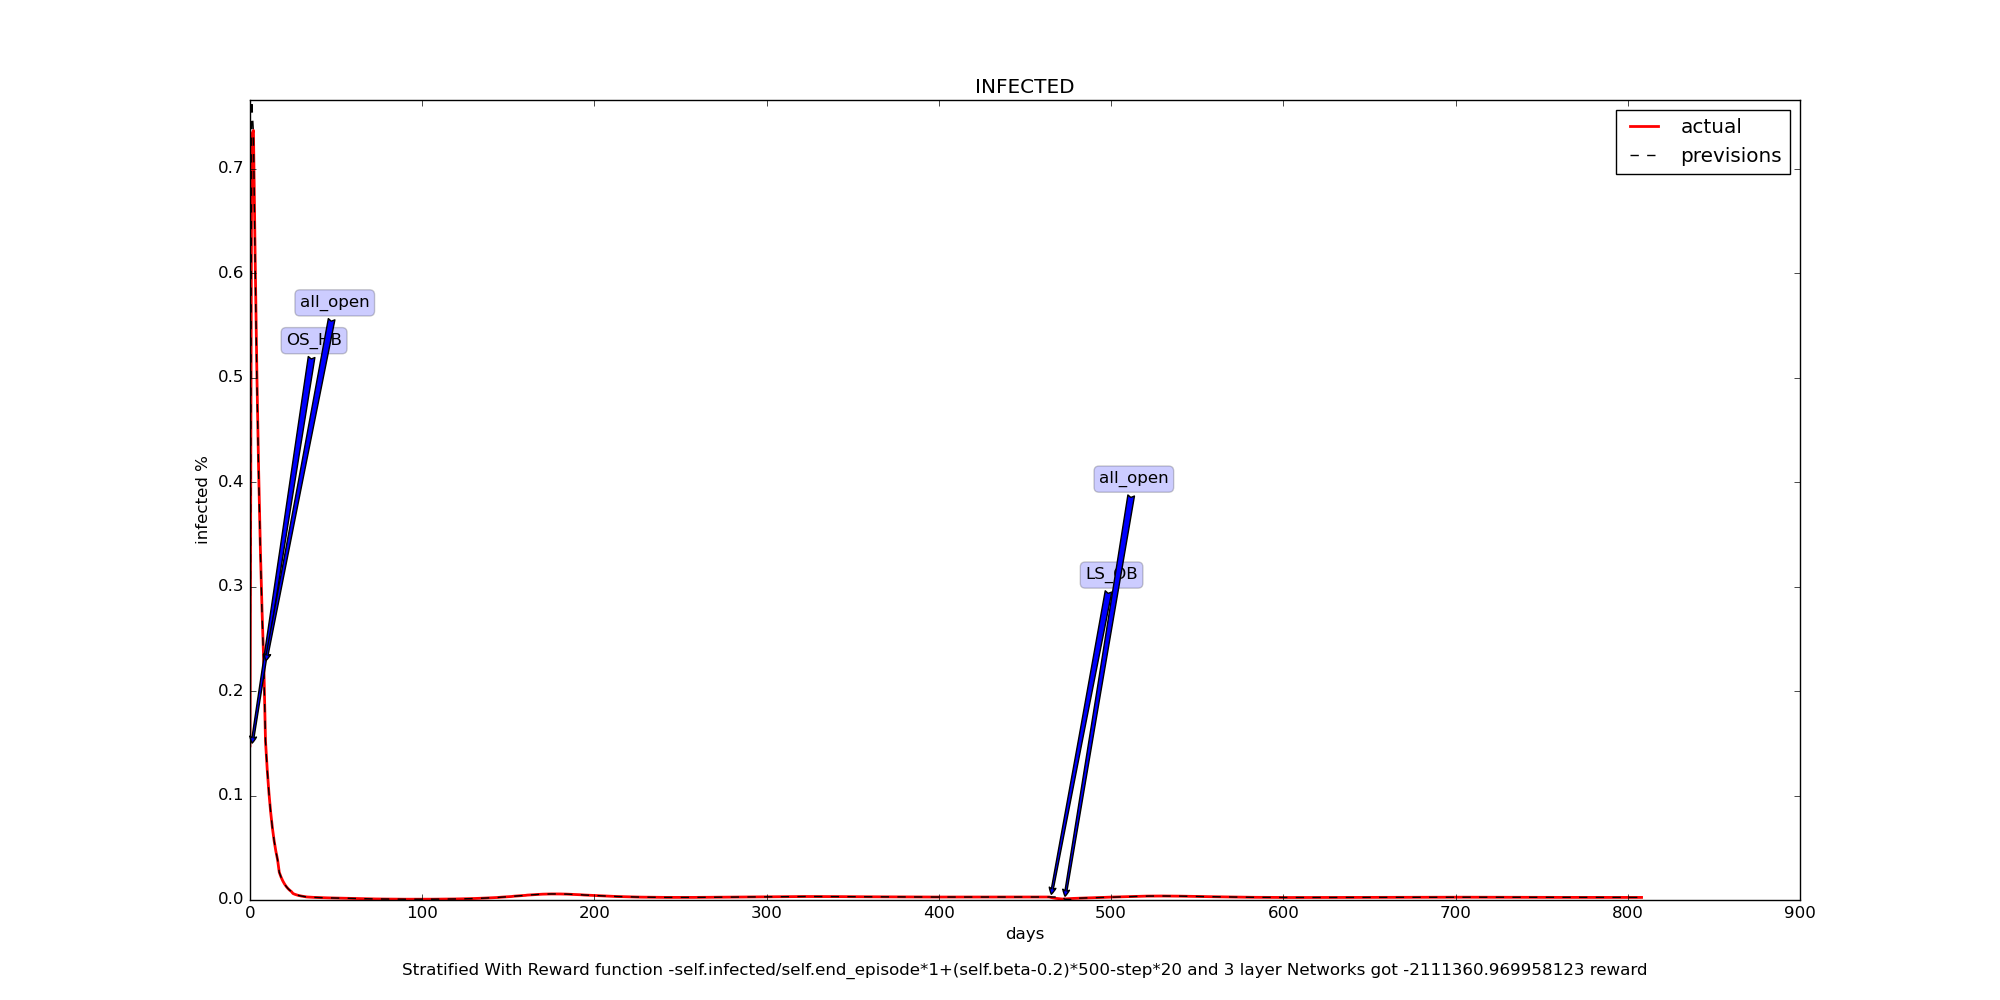 INFECTED
actual
previsions
0.7
0.6
0.5
0.4
0.3
0.2
0.1
0.0
infected %
all_open
all_open
0
100
200
300
400
500
600
700
800
900
days
Stratified With Reward function -self.infected/self.end_episode*1+(self.beta-0.2)*500-step*20 and 3 layer Networks got -2111360.969958123 reward